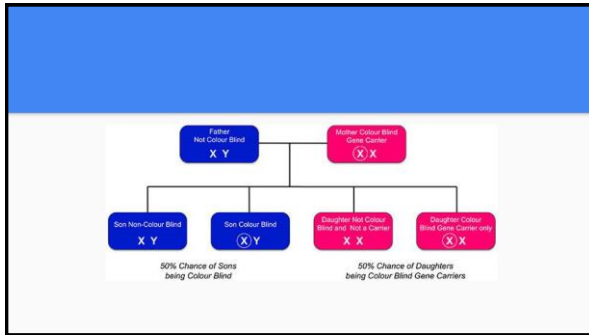 Father
Not Colour Blind
X Y
Mother Colour Blind
Gene Carrier
X X
Son Non-Colour Blind
X Y
Son Colour Blind
X Y
Daughter Not Colour
Blind and Not a Carrier
X X
Daughter Colour
Blind Gene Carrier only
X X
50% Chance of Sons
being Colour Blind
50% Chance of Daughters
being Colour Blind Gene Carriers